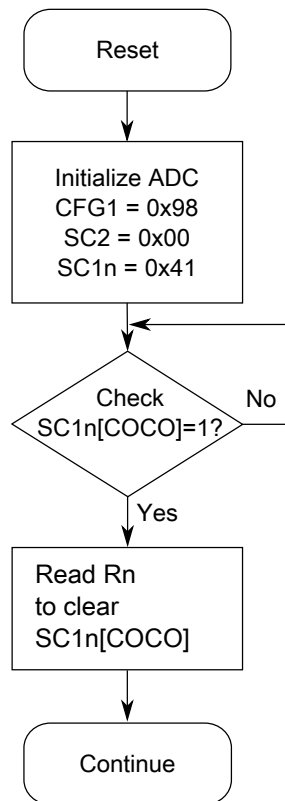 Reset
Initialize ADC
CFG1 = 0x98
SC2 = 0x00
SC1n = 0x41
Check
SC1n[COCO]=1?
No
Yes
Read Rn
to clear
SC1n[COCO]
Continue